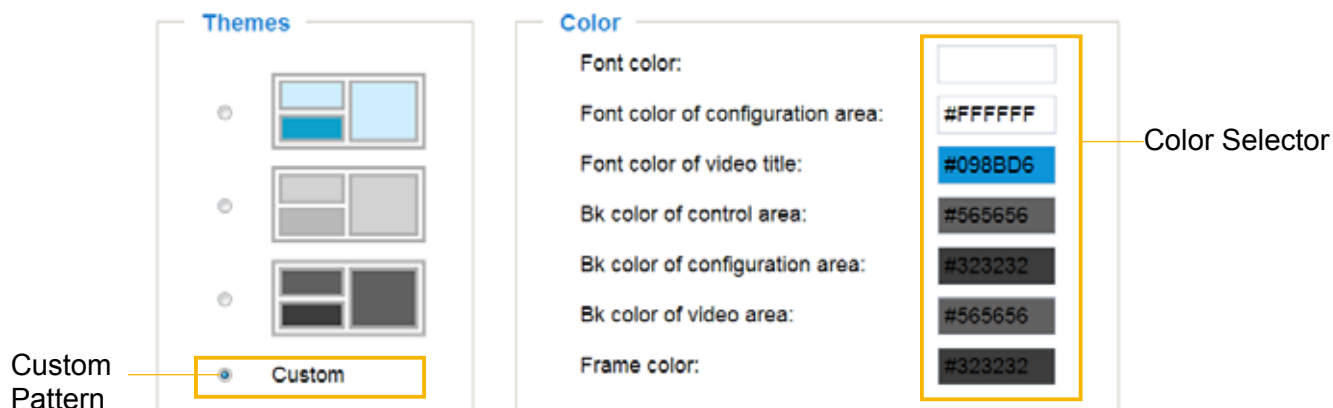 Themes
Custom
Custom
Pattern
Color
Font color:
Font color of configuration area: #FFFFFF
Font color of video title: #098BD6
Bk color of control area: #565656
Bk color of configuration area: #323232
Bk color of video area: #565656
Frame color: #323232
Color Selector